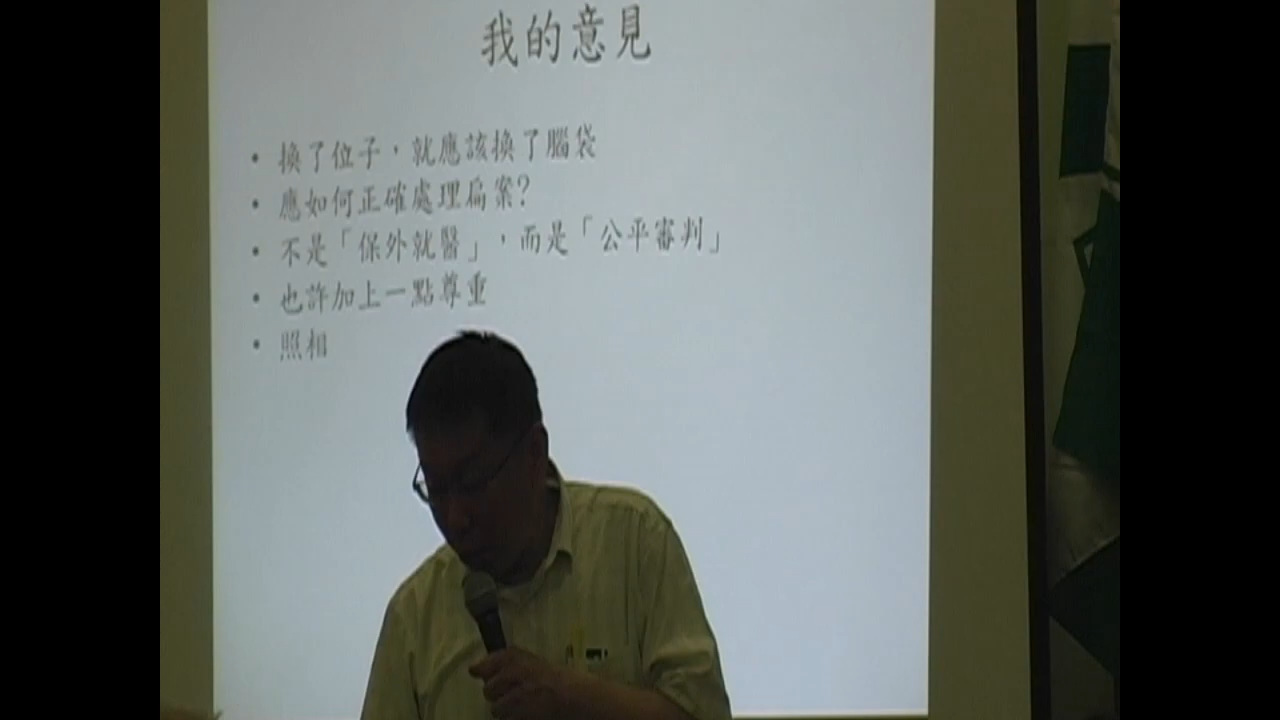 我的意見
• 換了位子，就應該換了腦袋
• 應如何正確處理扁案?
• 不是「保外就醫」，而是「公平審判」
• 也許加上一點尊重
• 照相